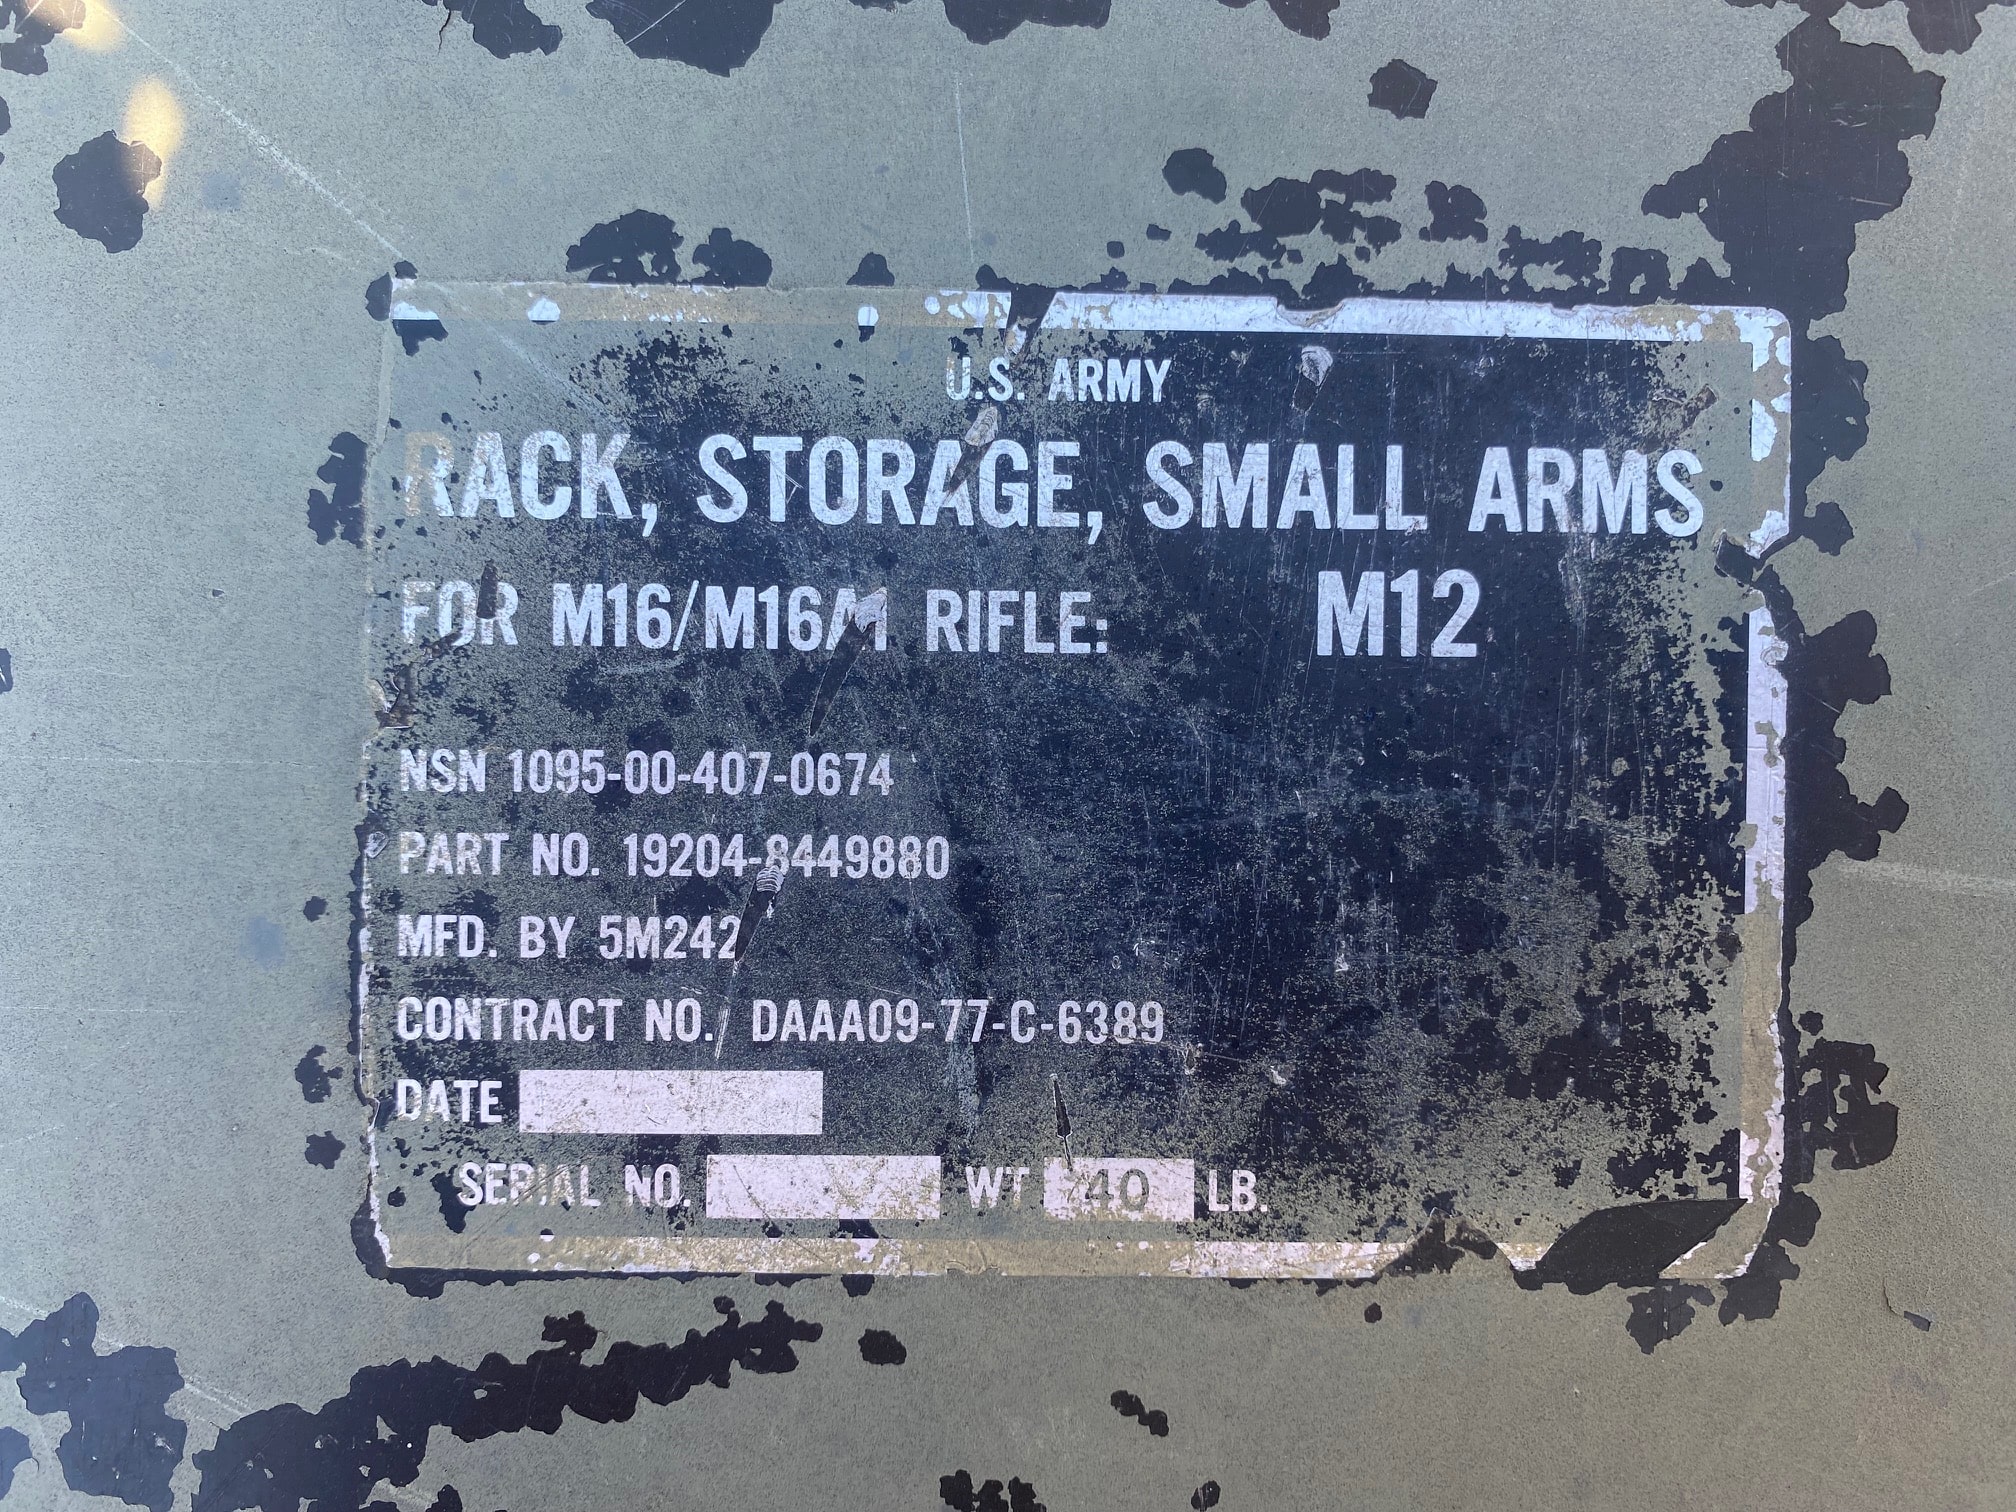 U.S. ARMY
RACK, STORAGE, SMALL ARMS
FOR M16/M16A1 RIFLE: M12
NSN 1095-00-407-0674
PART NO. 19204-8449880
MFD. BY 5M242
CONTRACT NO. DAAA09-77-C-6389
DATE
SERIAL NO. WT 40 LB.